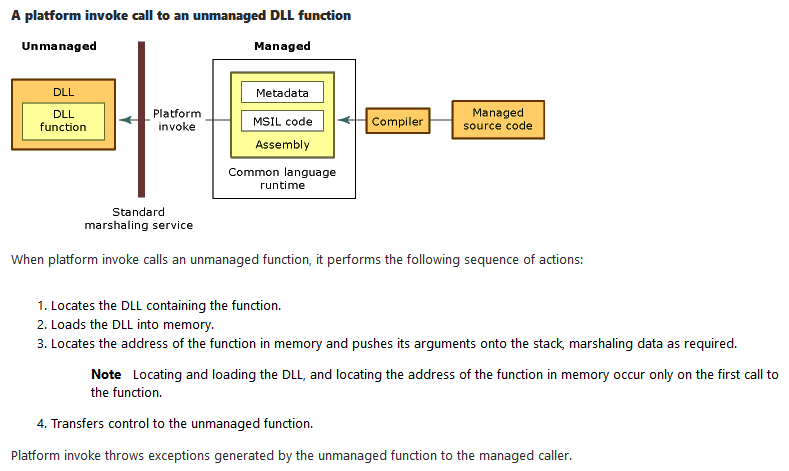 A platform invoke call to an unmanaged DLL function
Unmanaged
Managed
DLL
DLL
function
Platform
invoke
Metadata
MSIL code
Assembly
Common language
runtime
Compiler
Managed
source code
Standard
marshaling service
When platform invoke calls an unmanaged function, it performs the following sequence of actions:
1. Locates the DLL containing the function.
2. Loads the DLL into memory.
3. Locates the address of the function in memory and pushes its arguments onto the stack, marshaling data as required.
Note Locating and loading the DLL, and locating the address of the function in memory occur only on the first call to
the function.
4. Transfers control to the unmanaged function.
Platform invoke throws exceptions generated by the unmanaged function to the managed caller.